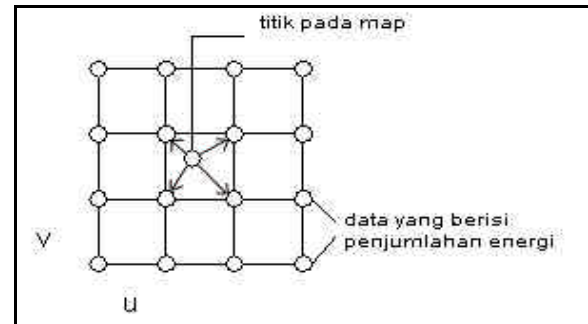 titik pada map
data yang berisi
penjumlahan energi
v
u